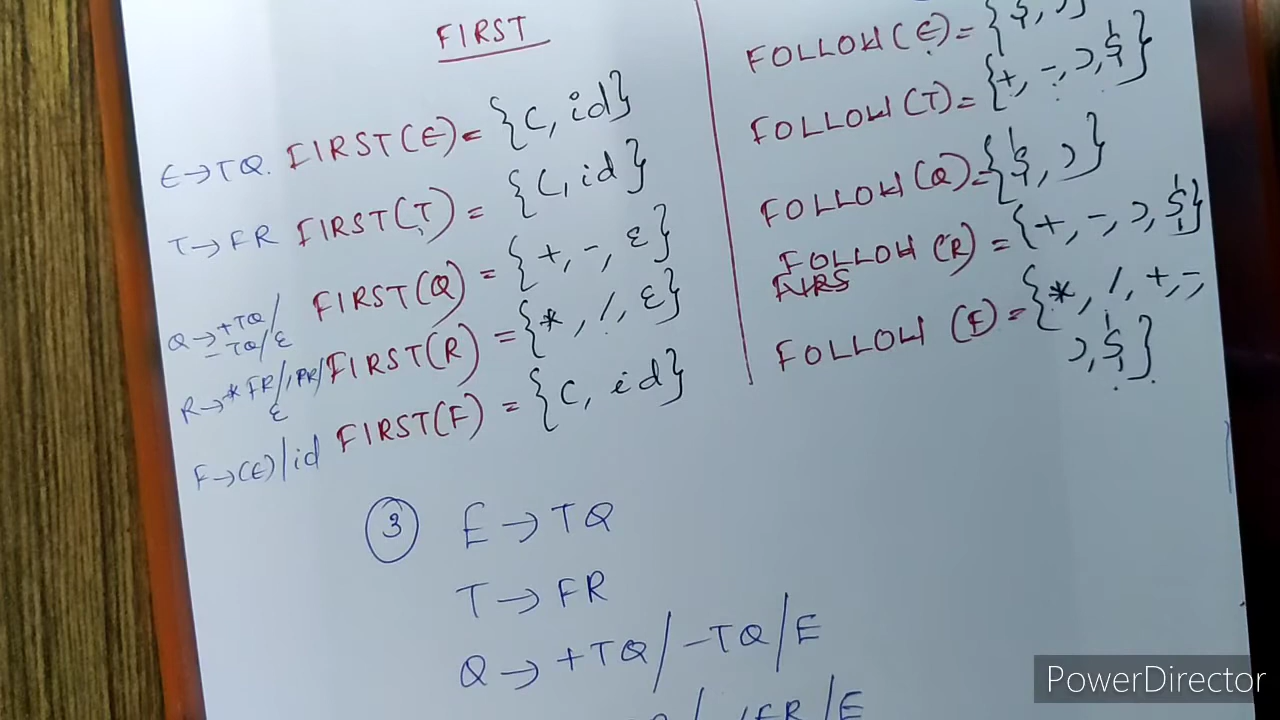 FIRST
E→TQ. FIRST(E)= {(, id}
T→FR FIRST(T) = {(, id}
Q→+TQ/
-TQ/ε
FIRST(Q) = {+, -, ε}
R→*FR/
ε
FIRST(R) = {*, /, ε}
F→(E)/id FIRST(F) = {(, id}
FOLLOW(E)= {$, )}
FOLLOW(T)= {+, -, ), $}
FOLLOW(Q)= {$, )}
FOLLOW (R) = {+, -, ), $}
FOLLOW (F) = {*, /, +, -,
), $}
3 E→TQ
T→FR
Q→+TQ/-TQ/E
/FR/E
PowerDirector